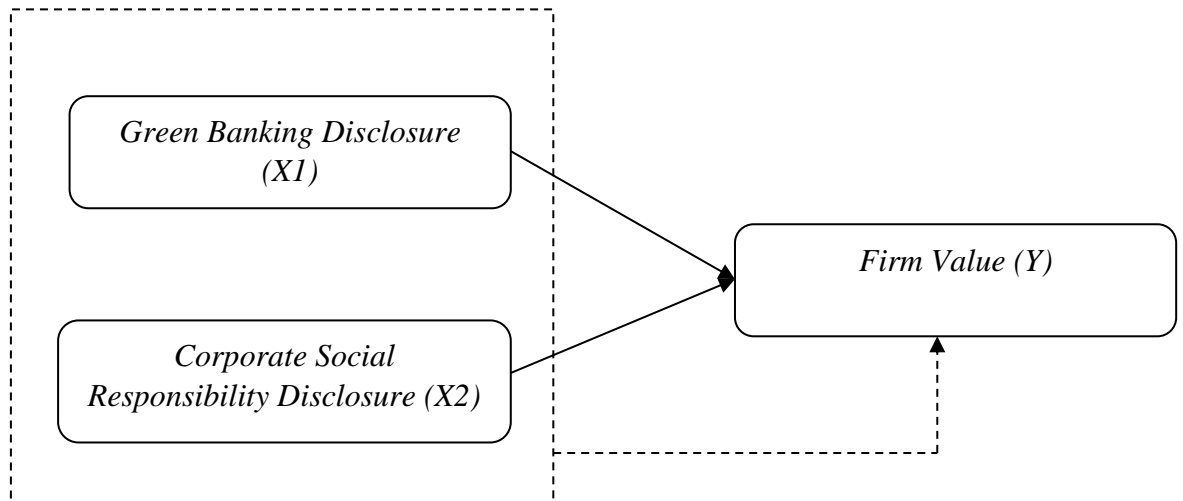 Green Banking Disclosure
(X1)
Firm Value (Y)
Corporate Social
Responsibility Disclosure (X2)